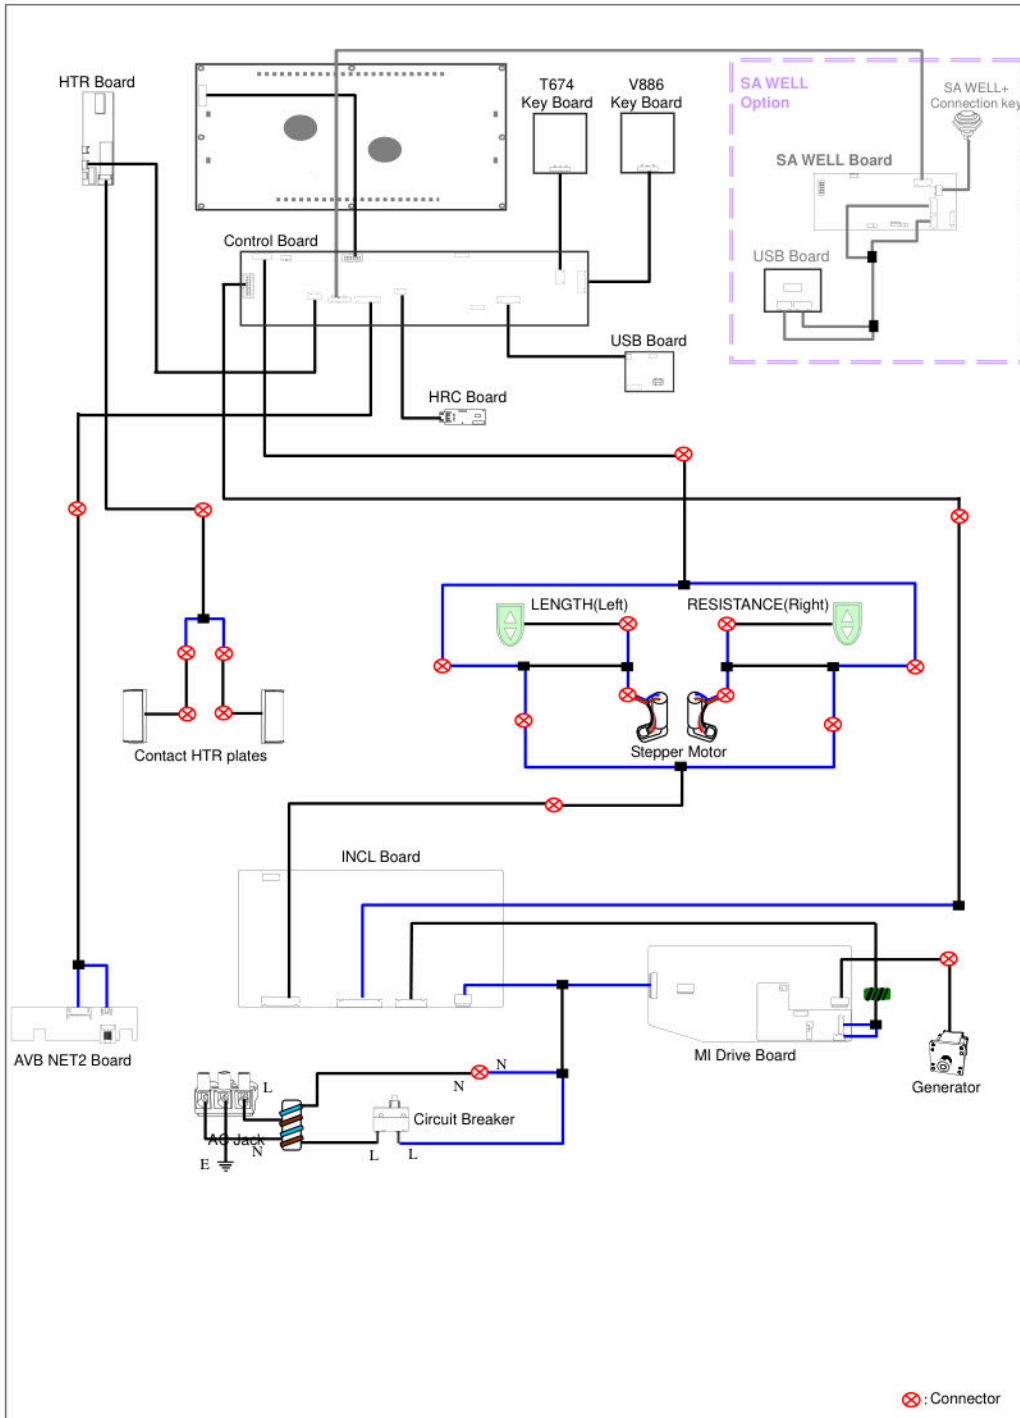 HTR Board
T674
Key Board
V886
Key Board
SA WELL
Option
SA WELL+
Connection key
SA WELL Board
Control Board
USB Board
USB Board
HRC Board
LENGTH(Left)
RESISTANCE(Right)
Stepper Motor
Contact HTR plates
INCL Board
AVB NET2 Board
MI Drive Board
Generator
L
N
N
Circuit Breaker
AC Jack
N
L
L
E
: Connector